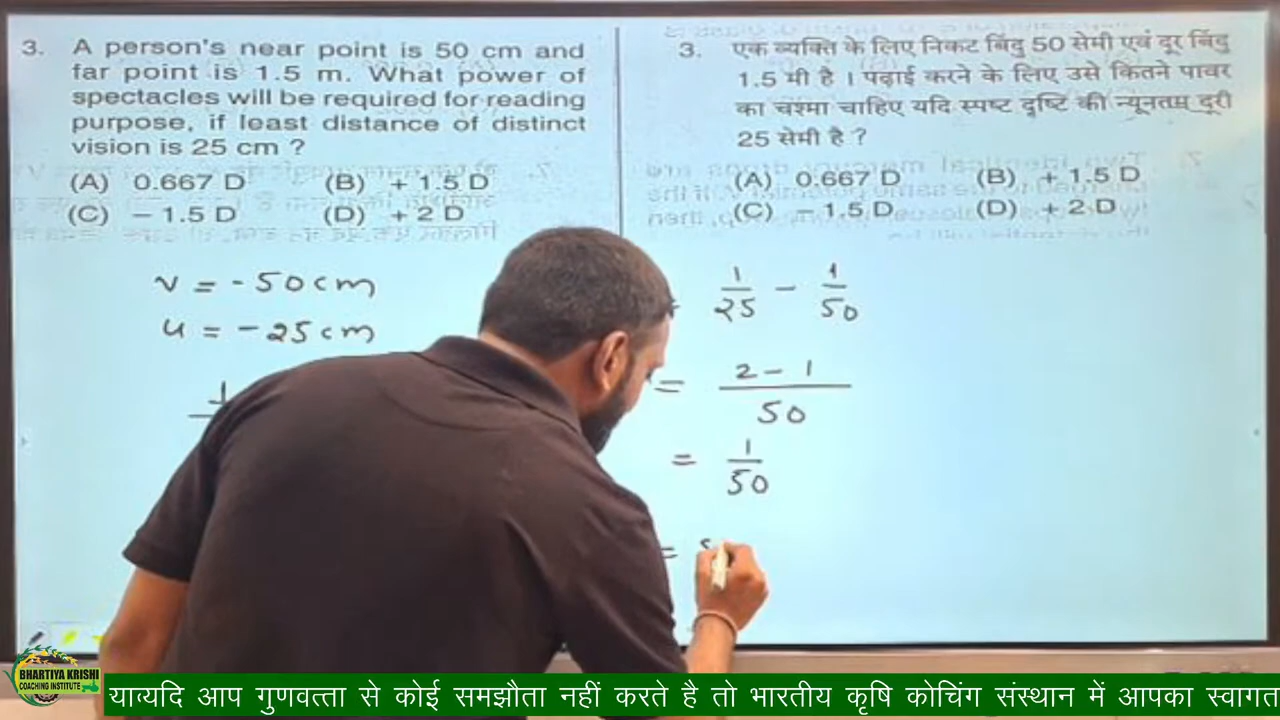 3. A person's near point is 50 cm and
far point is 1.5 m. What power of
spectacles will be required for reading
purpose, if least distance of distinct
vision is 25 cm ?
(A) 0.667 D (B) + 1.5 D
(C) – 1.5 D (D) + 2 D
3. एक व्यक्ति के लिए निकट बिंदु 50 सेमी एवं दूर बिंदु
1.5 मी है । पढ़ाई करने के लिए उसे कितने पावर
का चश्मा चाहिए यदि स्पष्ट दृष्टि की न्यूनतम दूरी
25 सेमी है ?
(A) 0.667 D (B) + 1.5 D
(C) – 1.5 D (D) + 2 D
v = -50cm
u = -25cm
1
1/25 - 1/50
= 2 - 1 / 50
= 1/50
=
BHARTIYA KRISHI
COACHING INSTITUTE
याय्यदि आप गुणवत्ता से कोई समझौता नहीं करते है तो भारतीय कृषि कोचिंग संस्थान में आपका स्वागत